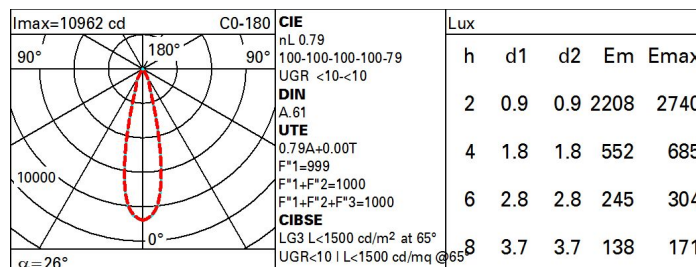 Imax=10962 cd C0-180
90° 180° 90°
10000
0°
α=26°
CIE
nL 0.79
100-100-100-100-79
UGR <10-<10
DIN
A.61
UTE
0.79A+0.00T
F"1=999
F"1+F"2=1000
F"1+F"2+F"3=1000
CIBSE
LG3 L<1500 cd/m² at 65°
UGR<10 | L<1500 cd/mq @65°
Lux
h d1 d2 Em Emax
2 0.9 0.9 2208 2740
4 1.8 1.8 552 685
6 2.8 2.8 245 304
8 3.7 3.7 138 171